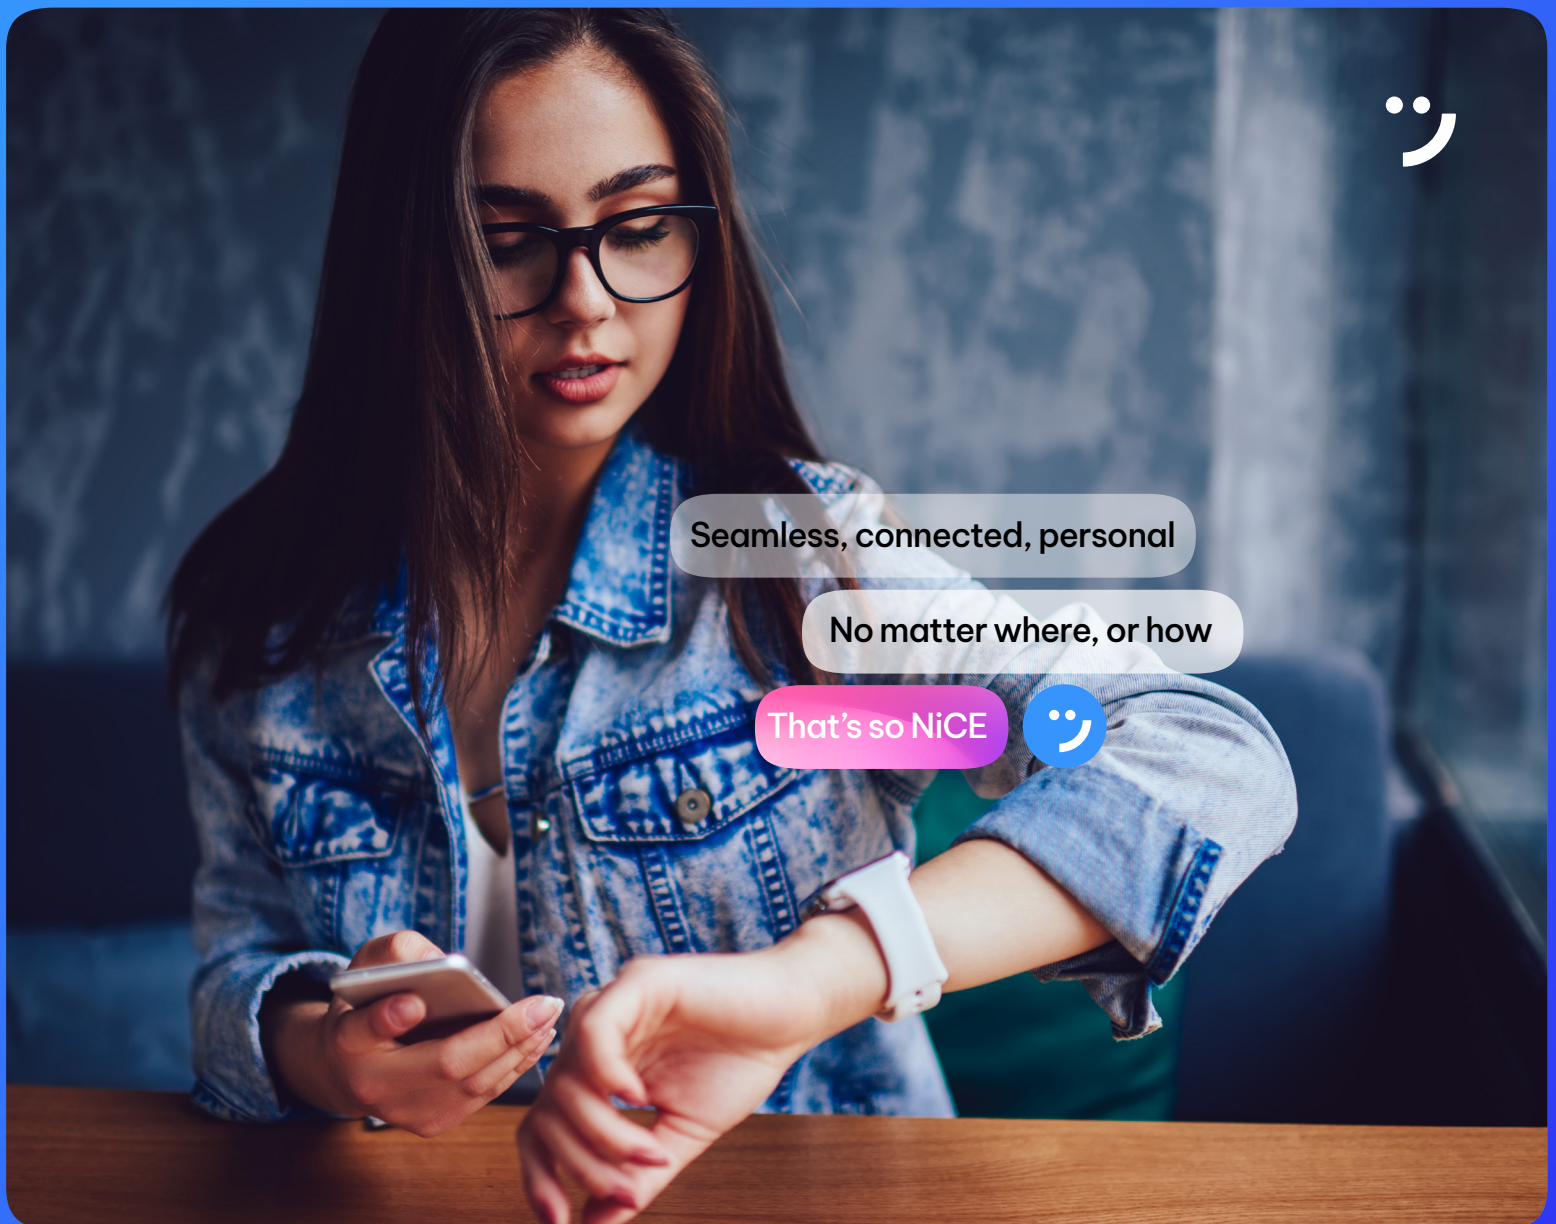 Seamless, connected, personal
No matter where, or how
That’s so NiCE